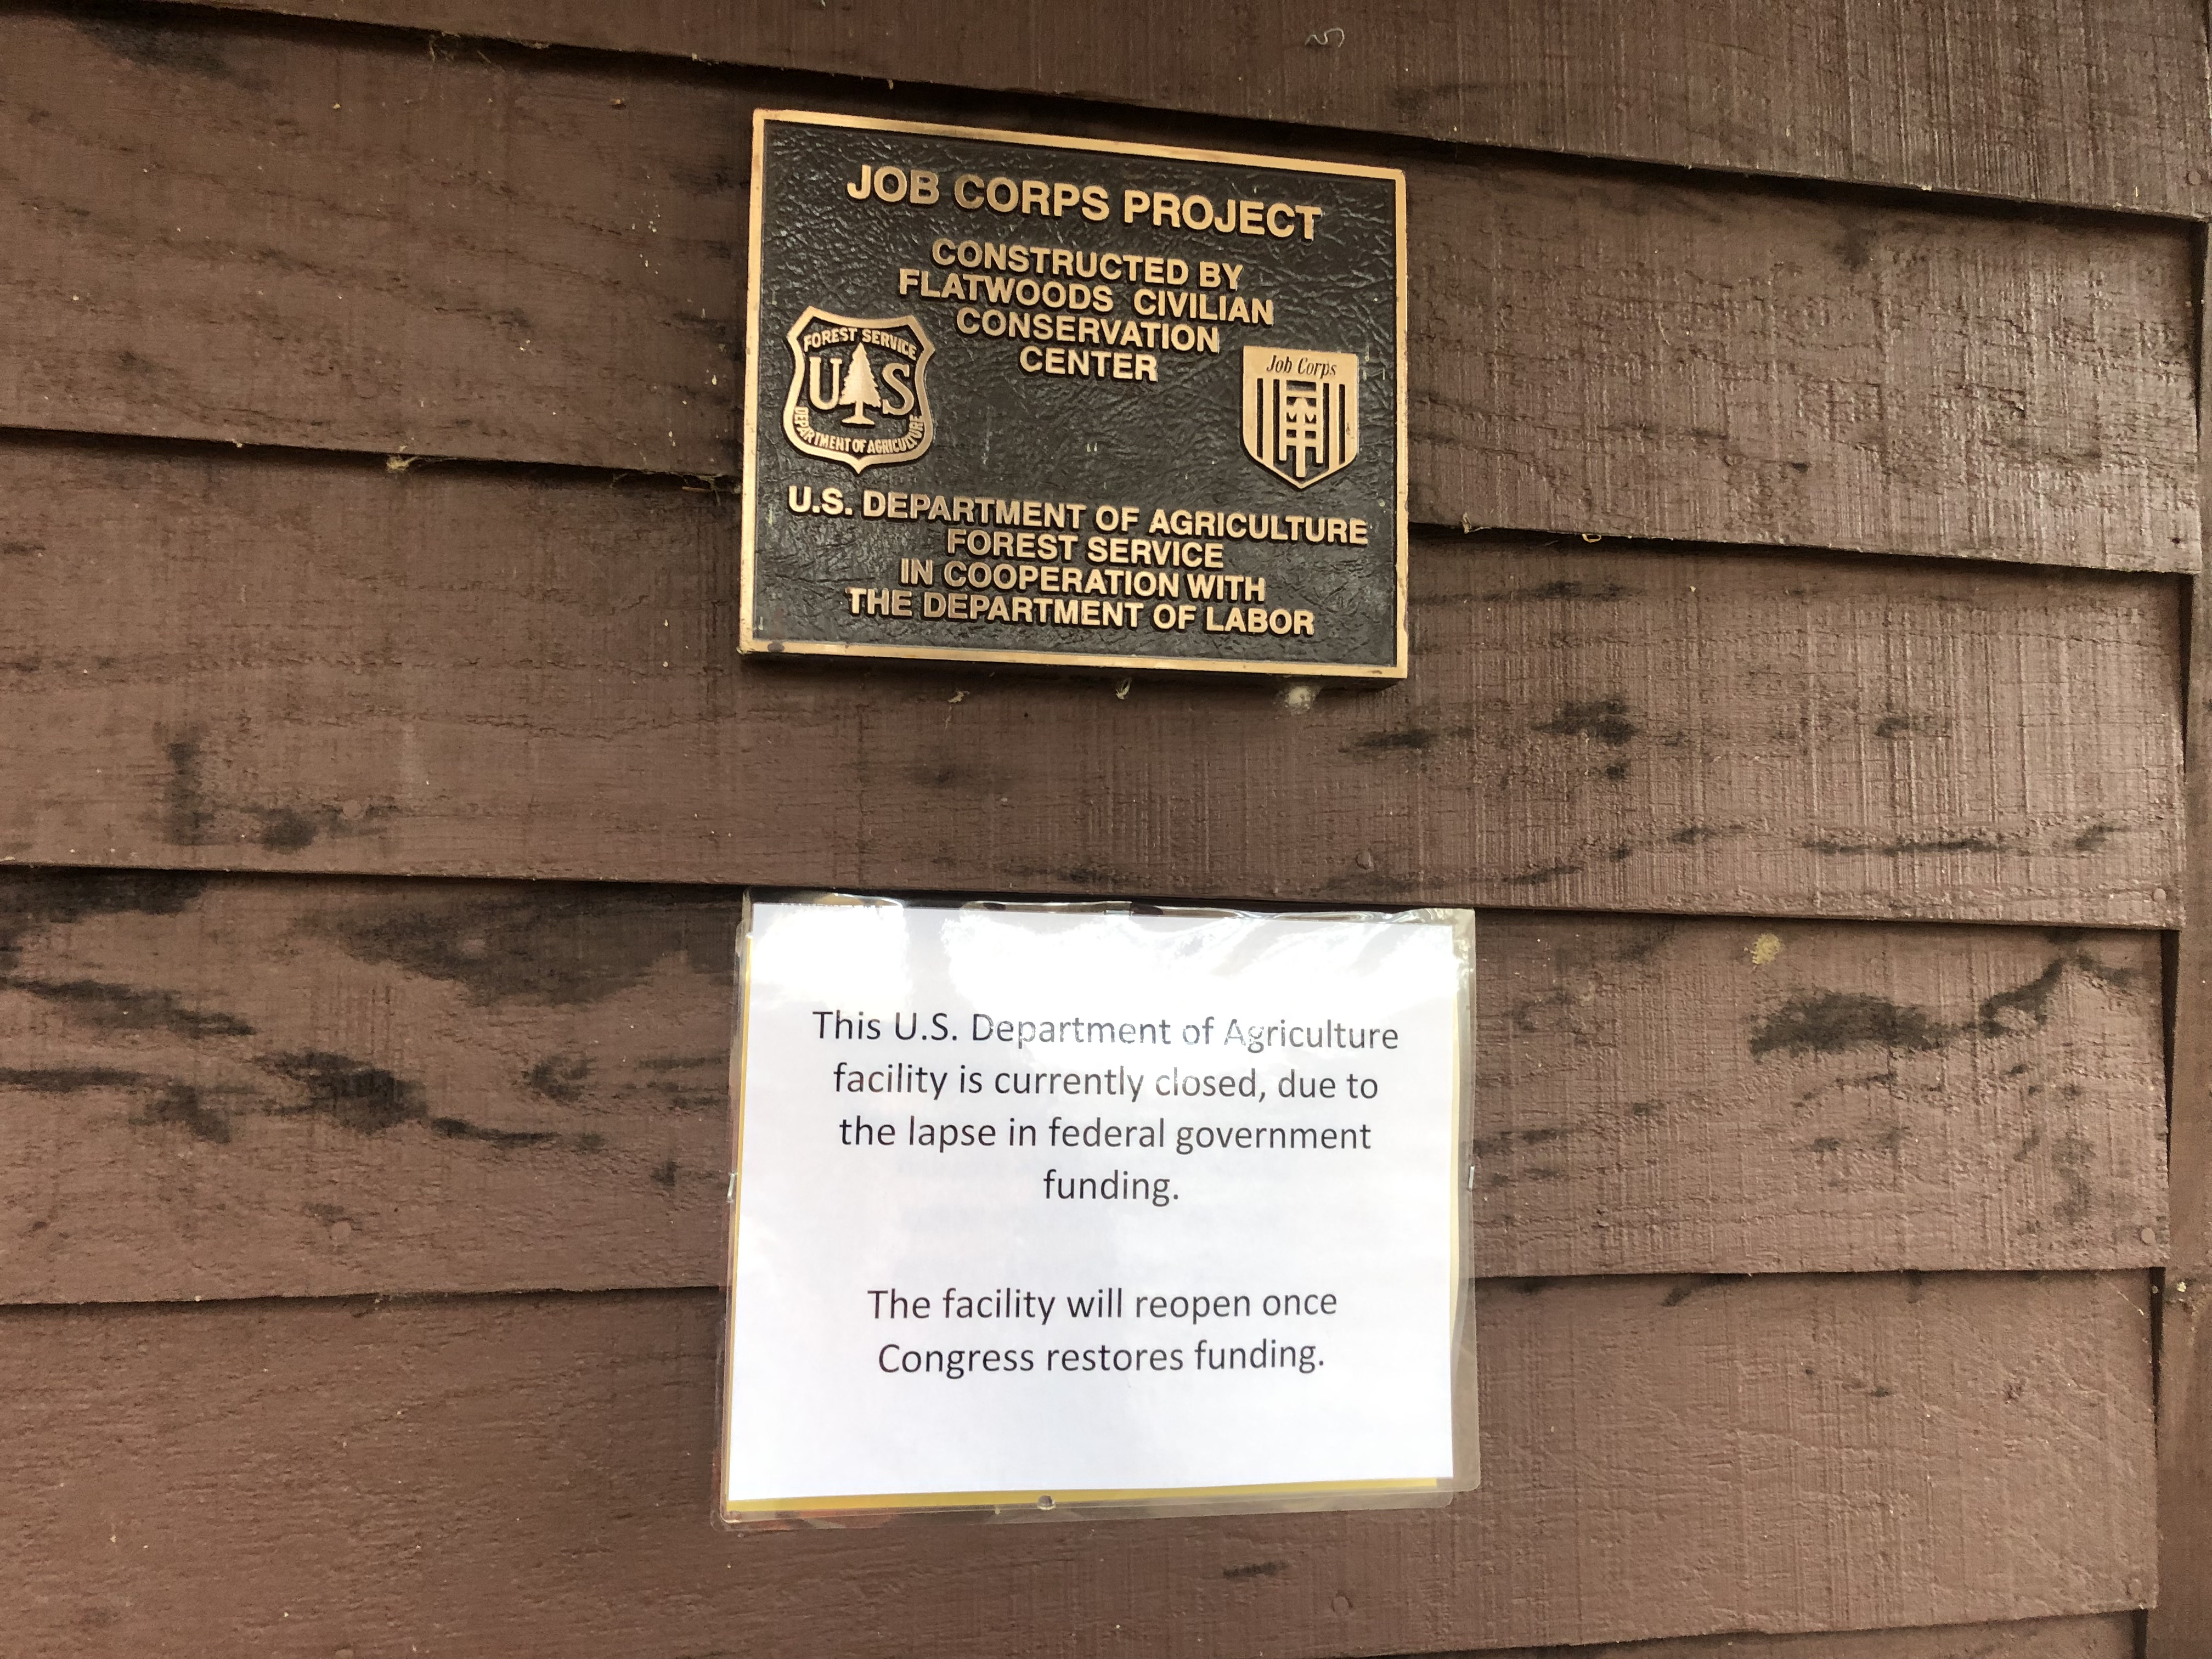 JOB CORPS PROJECT
CONSTRUCTED BY
FLATWOODS CIVILIAN
CONSERVATION
CENTER
FOREST SERVICE
U S
DEPARTMENT OF AGRICULTURE
Job Corps
U.S. DEPARTMENT OF AGRICULTURE
FOREST SERVICE
IN COOPERATION WITH
THE DEPARTMENT OF LABOR
This U.S. Department of Agriculture
facility is currently closed, due to
the lapse in federal government
funding.
The facility will reopen once
Congress restores funding.